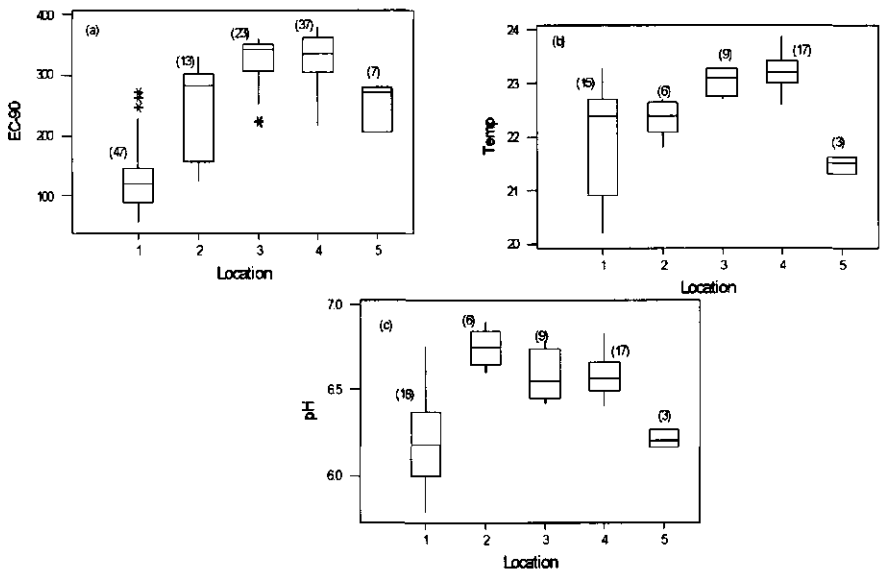 (a)
EC-90
400
300
200
100
(47)
(13)
(23)
(37)
(7)
1 2 3 4 5
Location
(b)
Temp
24
23
22
21
20
(15)
(6)
(9)
(17)
(3)
1 2 3 4 5
Location
(c)
pH
7.0
6.5
6.0
(6)
(9)
(17)
(3)
1 2 3 4 5
Location